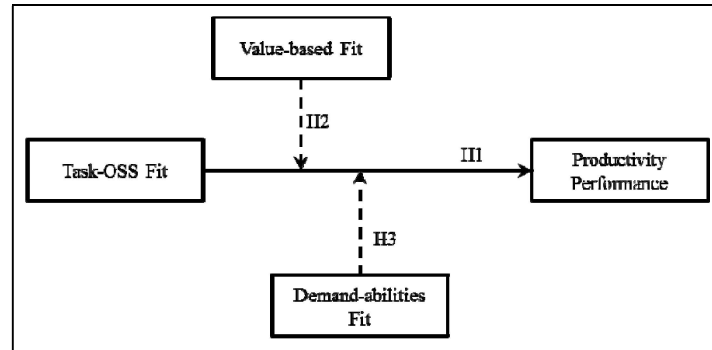 Value-based Fit
H2
Task-OSS Fit
H1
Productivity
Performance
H3
Demand-abilities
Fit